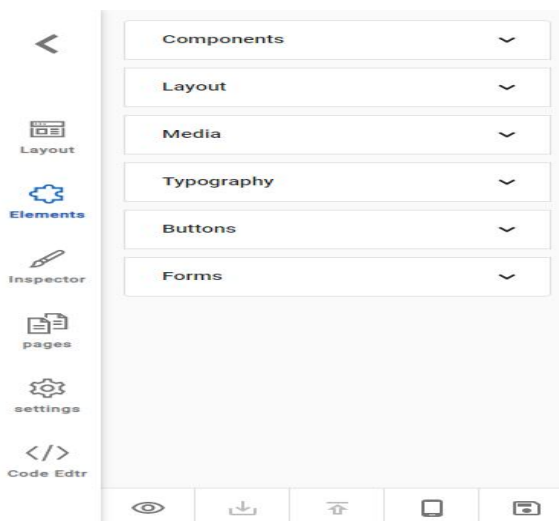 Components
Layout
Media
Typography
Buttons
Forms
Layout
Elements
Inspector
pages
settings
Code Edtr